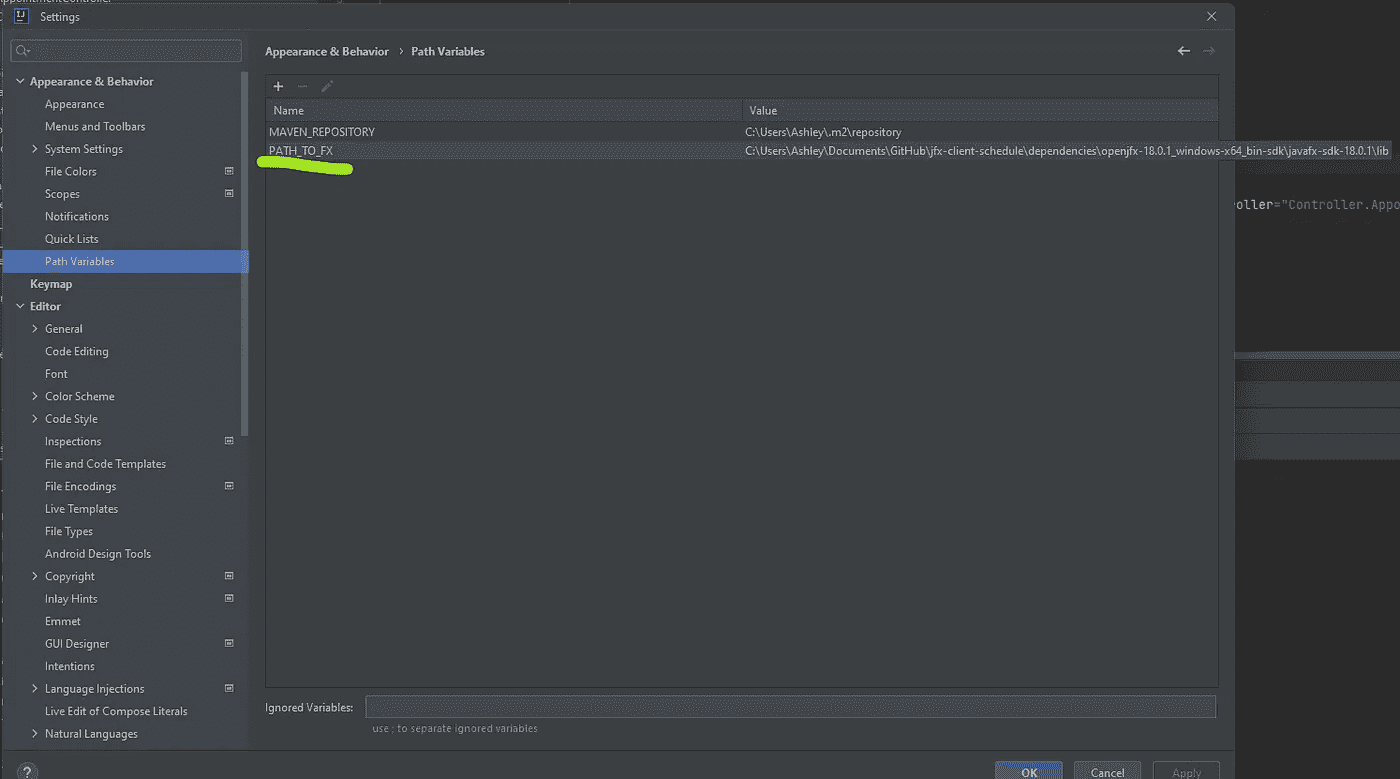 ppointmentController
Settings
Appearance & Behavior › Path Variables
Appearance & Behavior
Appearance
Menus and Toolbars
System Settings
File Colors
Scopes
Notifications
Quick Lists
Path Variables
Keymap
Editor
General
Code Editing
Font
Color Scheme
Code Style
Inspections
File and Code Templates
File Encodings
Live Templates
File Types
Android Design Tools
Copyright
Inlay Hints
Emmet
GUI Designer
Intentions
Language Injections
Live Edit of Compose Literals
Natural Languages
?
Name Value
MAVEN_REPOSITORY C:\Users\Ashley\.m2\repository
PATH_TO_FX C:\Users\Ashley\Documents\GitHub\jfx-client-schedule\dependencies\openjfx-18.0.1_windows-x64_bin-sdk\javafx-sdk-18.0.1\lib
roller="Controller.Appo
Ignored Variables:
use ; to separate ignored variables
OK Cancel Apply